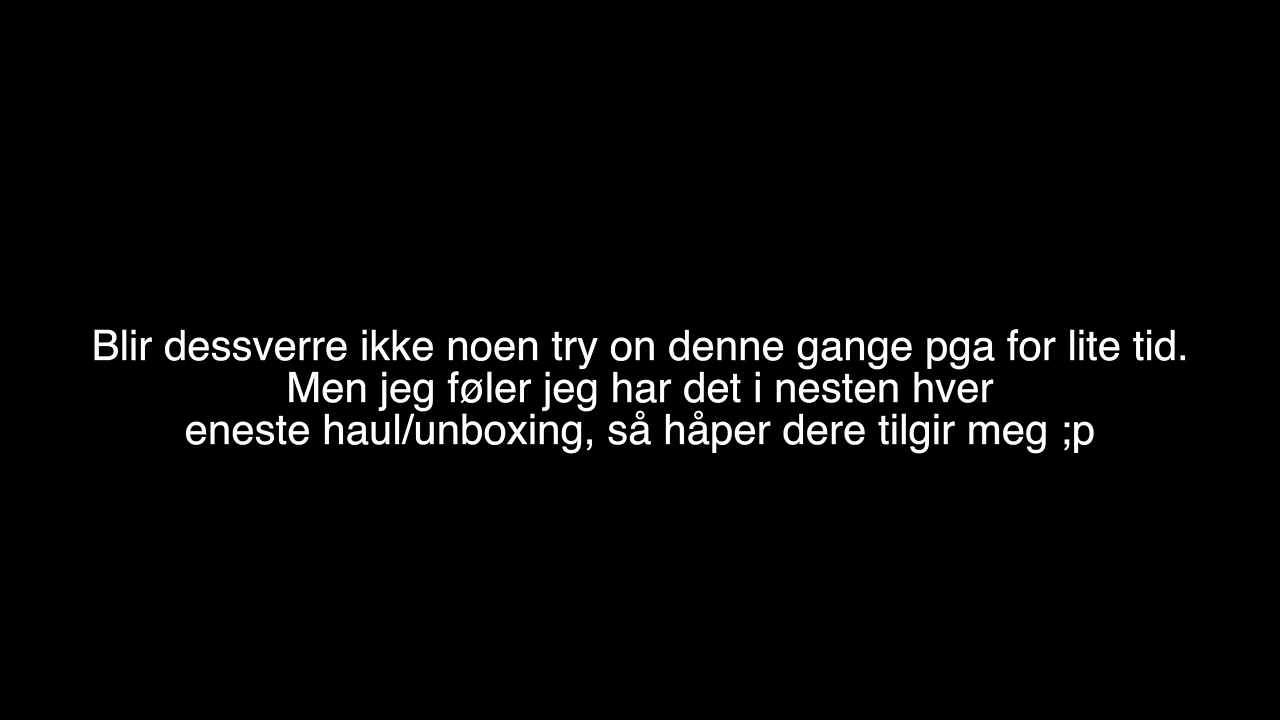 Blir dessverre ikke noen try on denne gange pga for lite tid.
Men jeg føler jeg har det i nesten hver
eneste haul/unboxing, så håper dere tilgir meg ;p